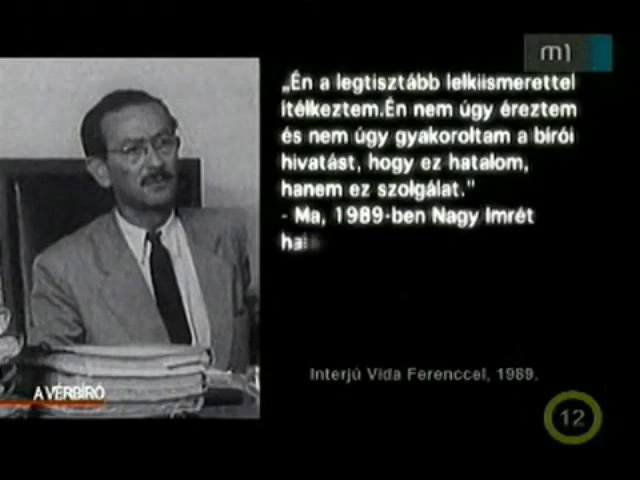 m1
„Én a legtisztább lelkiismerettel
ítélkeztem.Én nem úgy éreztem
és nem úgy gyakoroltam a bírói
hivatást, hogy ez hatalom,
hanem ez szolgálat."
- Ma, 1989-ben Nagy Imrét
Interjú Vida Ferenccel, 1989.
A VÉRBÍRÓ
12